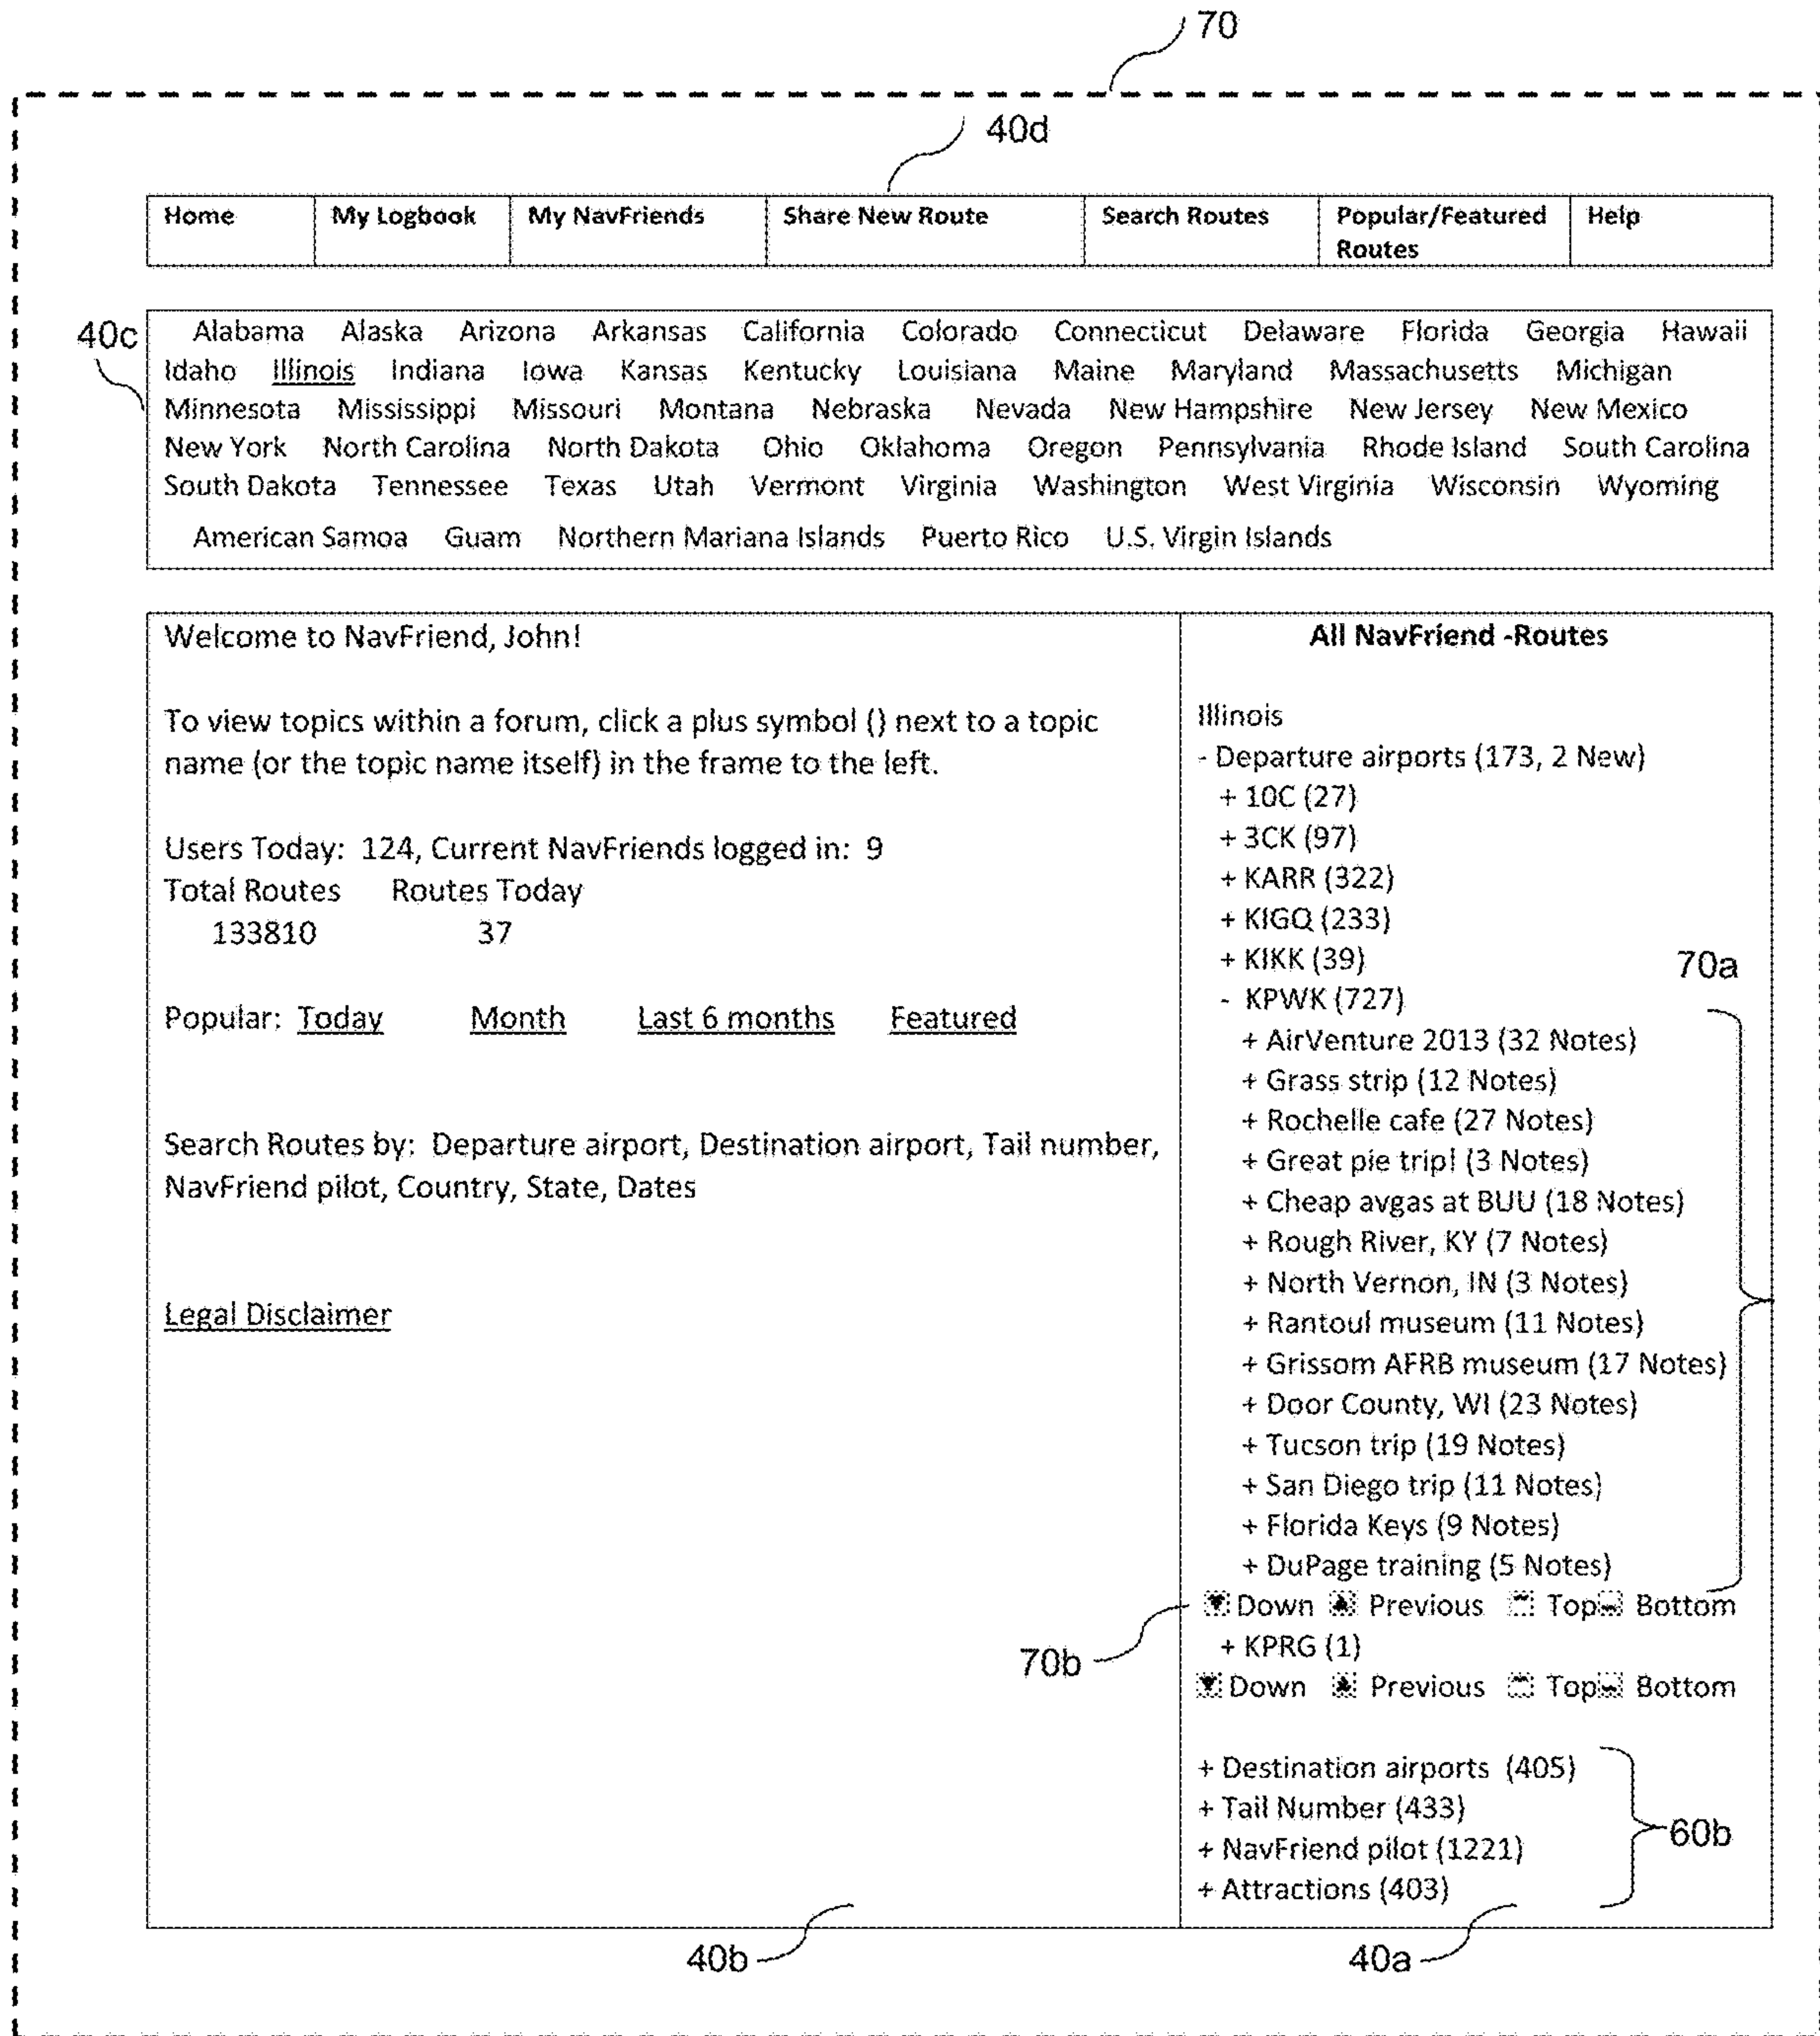 70
40d
Home My Logbook My NavFriends Share New Route Search Routes Popular/Featured Routes Help
40c
Alabama Alaska Arizona Arkansas California Colorado Connecticut Delaware Florida Georgia Hawaii
Idaho Illinois Indiana Iowa Kansas Kentucky Louisiana Maine Maryland Massachusetts Michigan
Minnesota Mississippi Missouri Montana Nebraska Nevada New Hampshire New Jersey New Mexico
New York North Carolina North Dakota Ohio Oklahoma Oregon Pennsylvania Rhode Island South Carolina
South Dakota Tennessee Texas Utah Vermont Virginia Washington West Virginia Wisconsin Wyoming
American Samoa Guam Northern Mariana Islands Puerto Rico U.S. Virgin Islands
Welcome to NavFriend, John!
To view topics within a forum, click a plus symbol () next to a topic
name (or the topic name itself) in the frame to the left.
Users Today: 124, Current NavFriends logged in: 9
Total Routes Routes Today
133810 37
Popular: Today Month Last 6 months Featured
Search Routes by: Departure airport, Destination airport, Tail number,
NavFriend pilot, Country, State, Dates
Legal Disclaimer
All NavFriend -Routes
Illinois
- Departure airports (173, 2 New)
+ 10C (27)
+ 3CK (97)
+ KARR (322)
+ KIGQ (233)
+ KIKK (39)
70a
- KPWK (727)
+ AirVenture 2013 (32 Notes)
+ Grass strip (12 Notes)
+ Rochelle cafe (27 Notes)
+ Great pie trip! (3 Notes)
+ Cheap avgas at BUU (18 Notes)
+ Rough River, KY (7 Notes)
+ North Vernon, IN (3 Notes)
+ Rantoul museum (11 Notes)
+ Grissom AFRB museum (17 Notes)
+ Door County, WI (23 Notes)
+ Tucson trip (19 Notes)
+ San Diego trip (11 Notes)
+ Florida Keys (9 Notes)
+ DuPage training (5 Notes)
Down Previous Top Bottom
70b
+ KPRG (1)
Down Previous Top Bottom
+ Destination airports (405)
+ Tail Number (433)
60b
+ NavFriend pilot (1221)
+ Attractions (403)
40b
40a